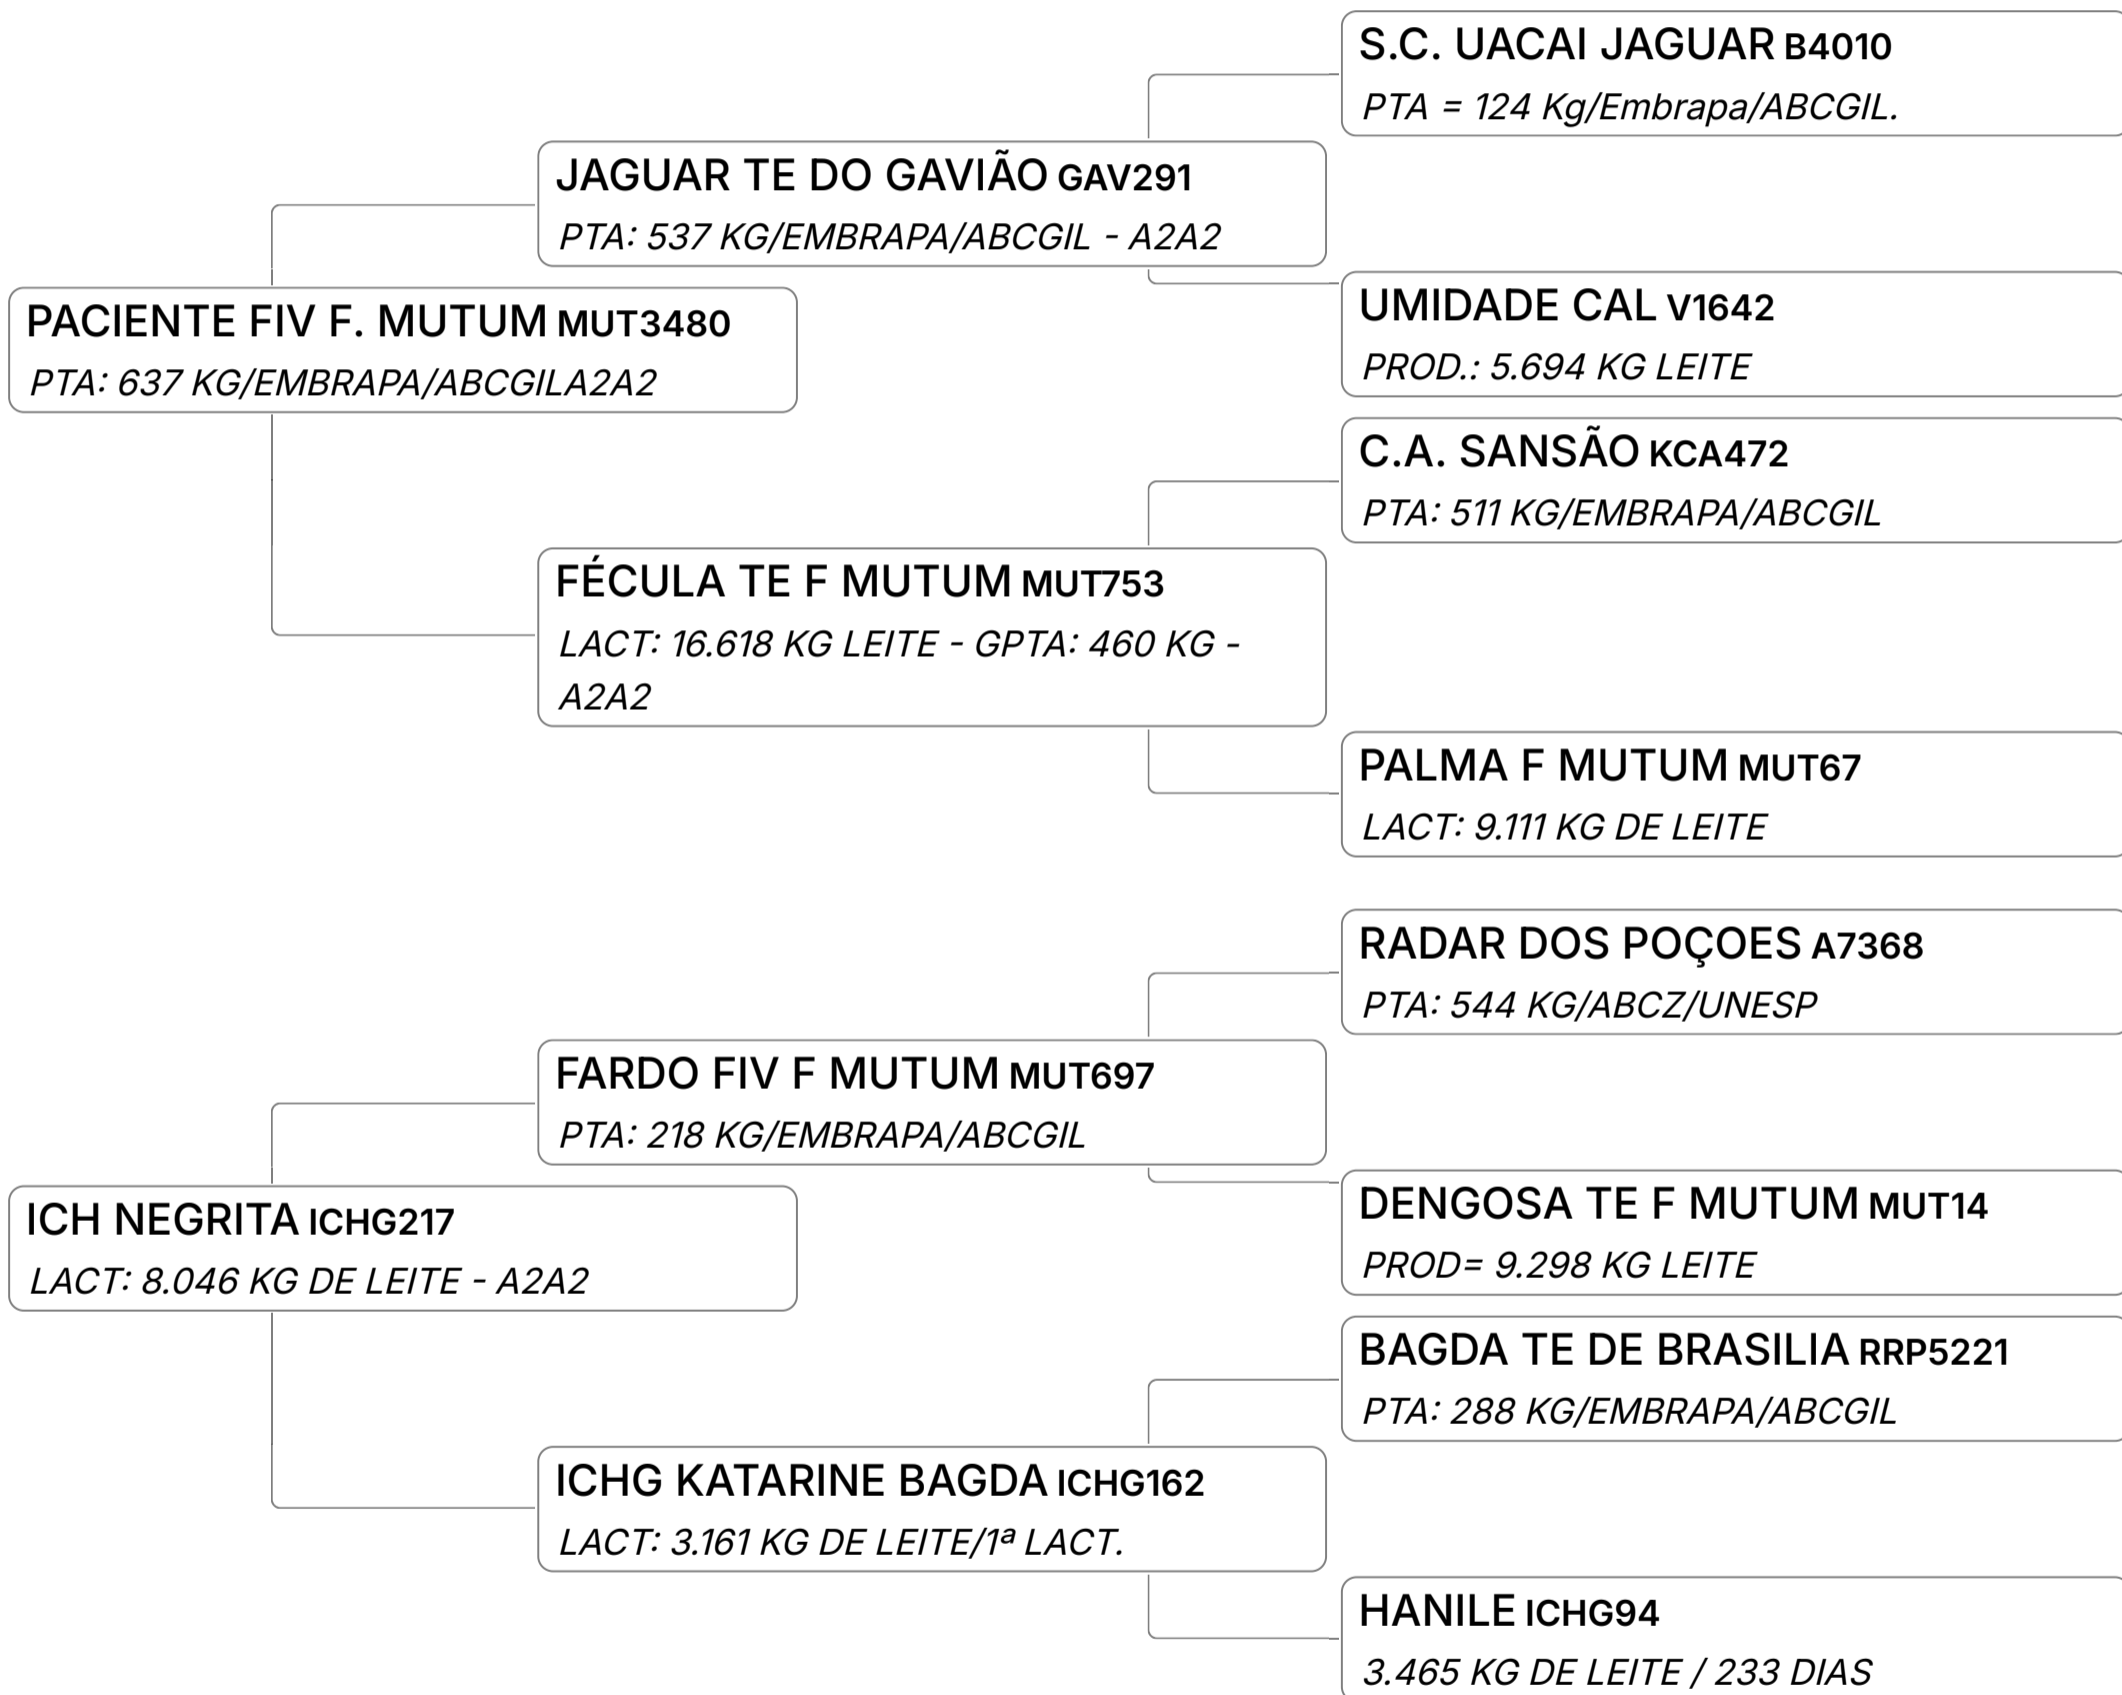 S.C. UACAI JAGUAR B4010
PTA = 124 Kg/Embrapa/ABCGIL.
JAGUAR TE DO GAVIÃO GAV291
PTA: 537 KG/EMBRAPA/ABCGIL - A2A2
UMIDADE CAL V1642
PROD.: 5.694 KG LEITE
PACIENTE FIV F. MUTUM MUT3480
PTA: 637 KG/EMBRAPA/ABCGILA2A2
C.A. SANSÃO KCA472
PTA: 511 KG/EMBRAPA/ABCGIL
FÉCULA TE F MUTUM MUT753
LACT: 16.618 KG LEITE - GPTA: 460 KG -
A2A2
PALMA F MUTUM MUT67
LACT: 9.111 KG DE LEITE
RADAR DOS POÇOES A7368
PTA: 544 KG/ABCZ/UNESP
FARDO FIV F MUTUM MUT697
PTA: 218 KG/EMBRAPA/ABCGIL
DENGOSA TE F MUTUM MUT14
PROD= 9.298 KG LEITE
ICH NEGRITA ICHG217
LACT: 8.046 KG DE LEITE - A2A2
BAGDA TE DE BRASILIA RRP5221
PTA: 288 KG/EMBRAPA/ABCGIL
ICHG KATARINE BAGDA ICHG162
LACT: 3.161 KG DE LEITE/1ª LACT.
HANILE ICHG94
3.465 KG DE LEITE / 233 DIAS